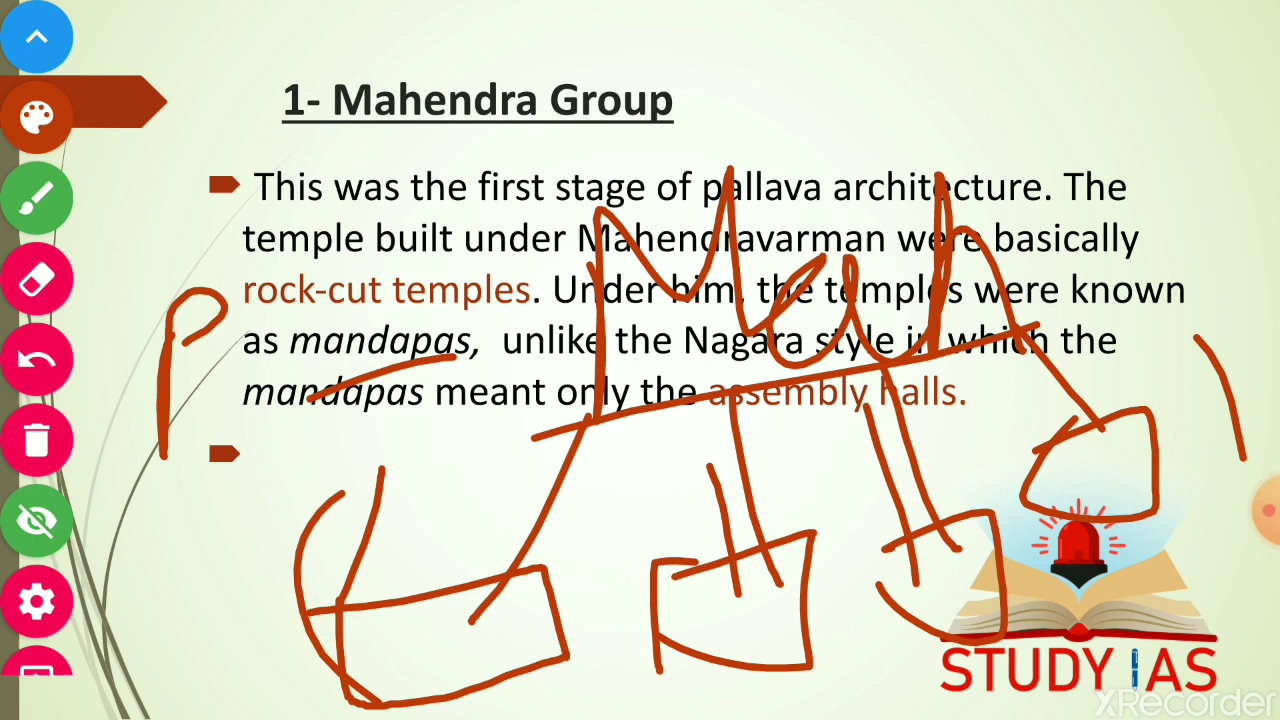 1- Mahendra Group
This was the first stage of pallava architecture. The
temple built under Mahendravarman were basically
rock-cut temples. Under him, the temples were known
as mandapas, unlike the Nagara style in which the
mandapas meant only the assembly halls.
P
STUDY IAS
XRecorder